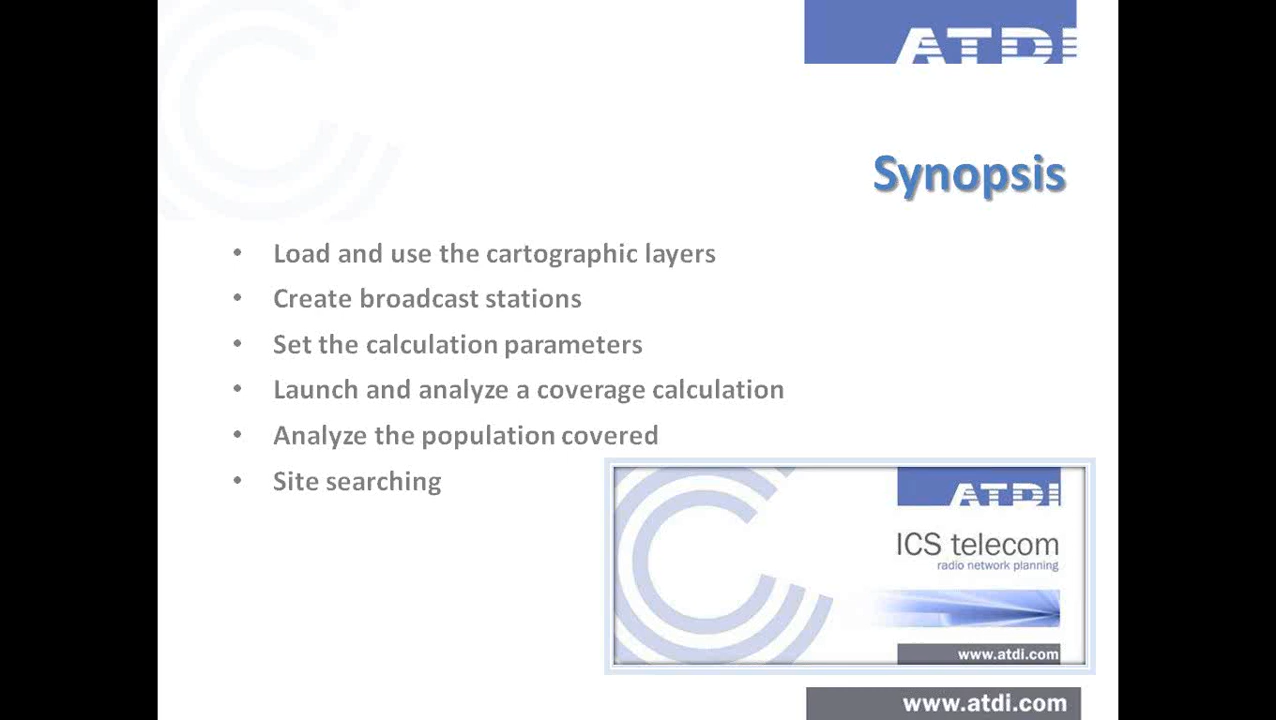 ATDI
Synopsis
• Load and use the cartographic layers
• Create broadcast stations
• Set the calculation parameters
• Launch and analyze a coverage calculation
• Analyze the population covered
• Site searching
ATDI
ICS telecom
radio network planning
www.atdi.com
www.atdi.com